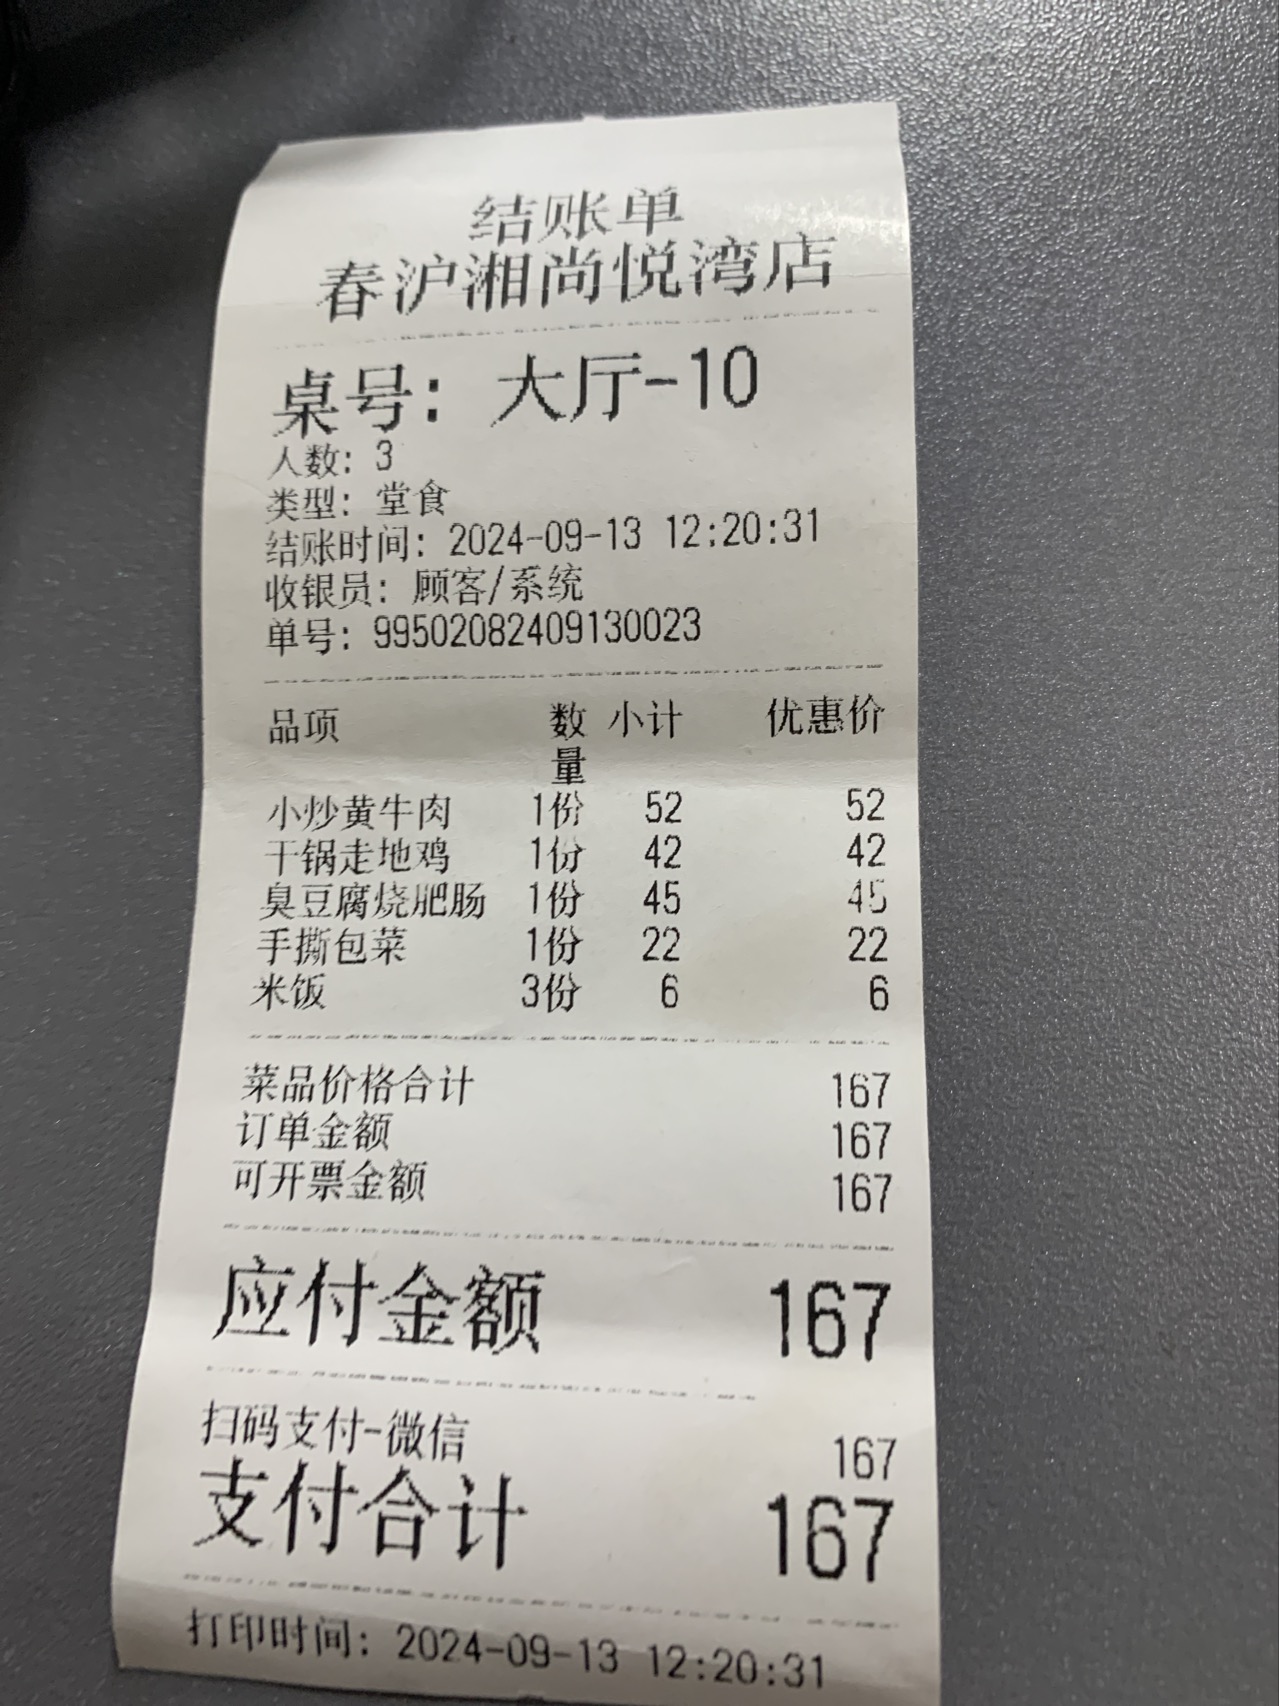 结账单
春沪湘尚悦湾店
桌号：大厅-10
人数：3
类型：堂食
结账时间：2024-09-13 12:20:31
收银员：顾客/系统
单号：99502082409130023
品项 数量 小计 优惠价
小炒黄牛肉 1份 52 52
干锅走地鸡 1份 42 42
臭豆腐烧肥肠 1份 45 45
手撕包菜 1份 22 22
米饭 3份 6 6
菜品价格合计 167
订单金额 167
可开票金额 167
应付金额 167
扫码支付-微信 167
支付合计 167
打印时间：2024-09-13 12:20:31